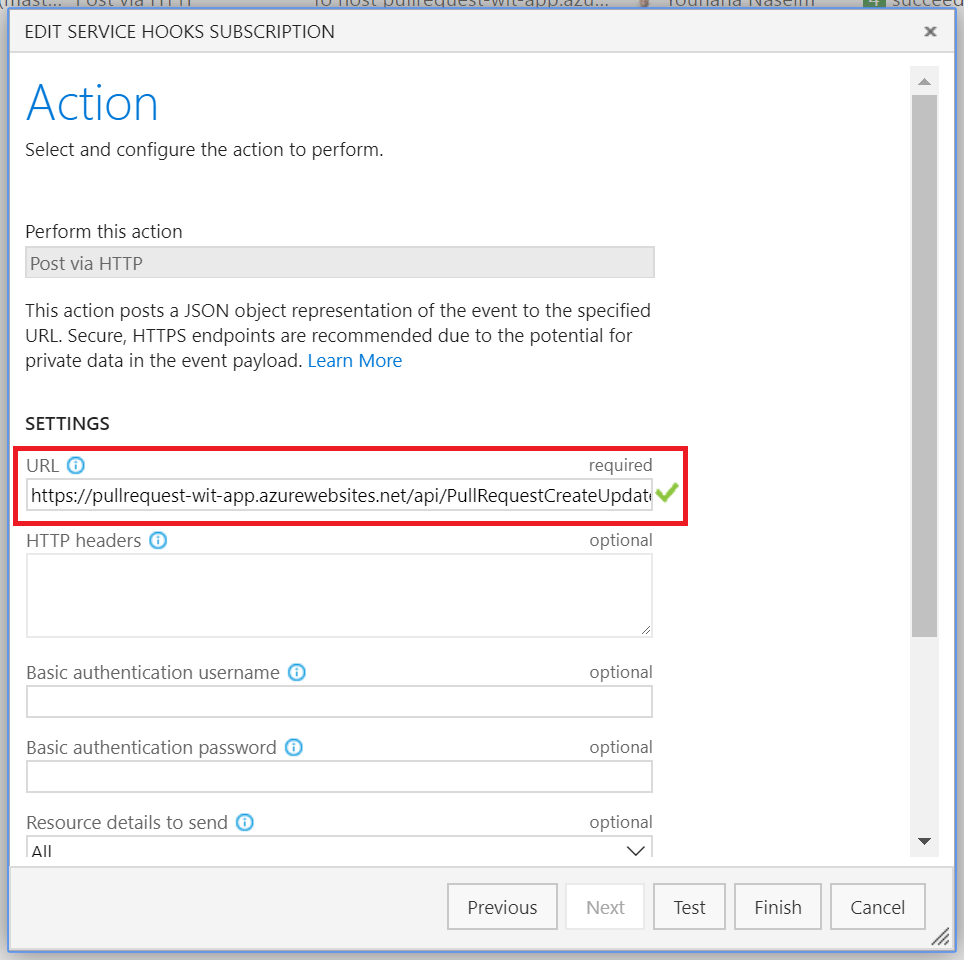 EDIT SERVICE HOOKS SUBSCRIPTION
Action
Select and configure the action to perform.
Perform this action
Post via HTTP
This action posts a JSON object representation of the event to the specified
URL. Secure, HTTPS endpoints are recommended due to the potential for
private data in the event payload. Learn More
SETTINGS
URL required
https://pullrequest-wit-app.azurewebsites.net/api/PullRequestCreateUpdat
HTTP headers optional
Basic authentication username optional
Basic authentication password optional
Resource details to send optional
All
Previous Next Test Finish Cancel